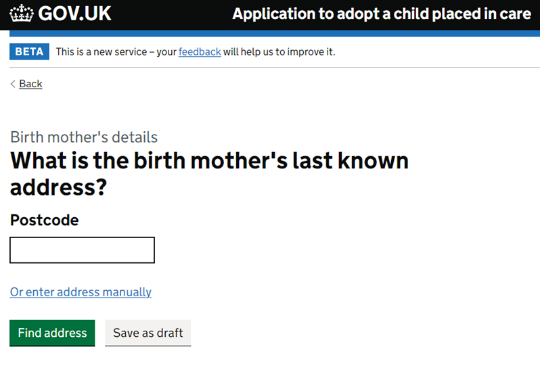 GOV.UK Application to adopt a child placed in care
BETA This is a new service – your feedback will help us to improve it.
Back
Birth mother's details
What is the birth mother's last known
address?
Postcode
Or enter address manually
Find address Save as draft